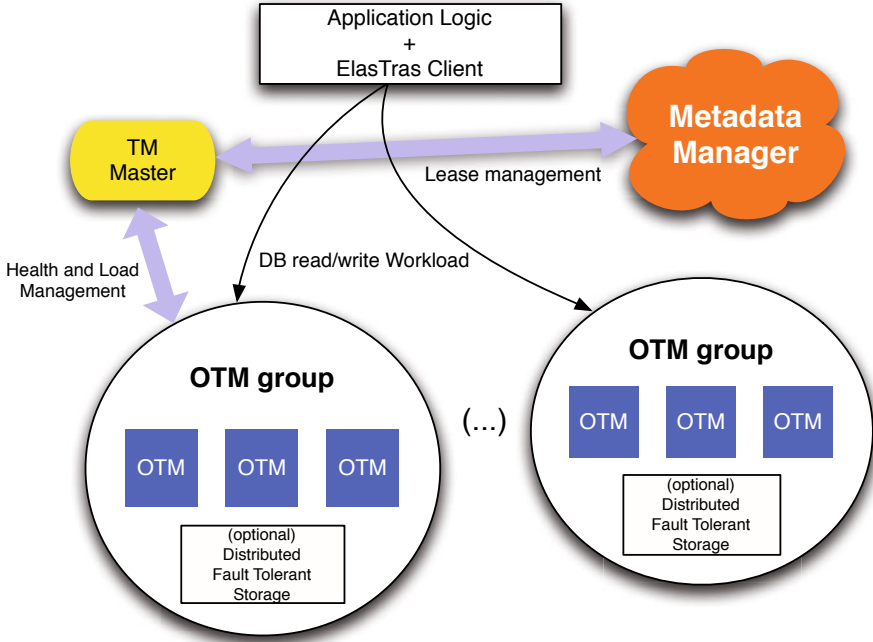 Application Logic
+
ElasTras Client
TM
Master
Metadata
Manager
Lease management
Health and Load
Management
DB read/write Workload
OTM group
OTM
OTM
OTM
(optional)
Distributed
Fault Tolerant
Storage
(...)
OTM group
OTM
OTM
OTM
(optional)
Distributed
Fault Tolerant
Storage